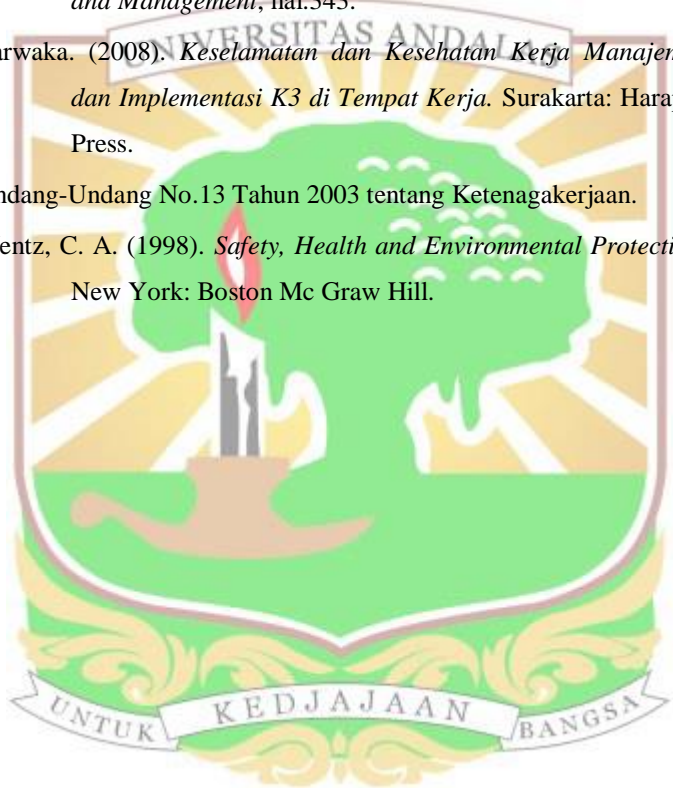 and Management, hal.343.
UNIVERSITAS ANDALAS
arwaka. (2008). Keselamatan dan Kesehatan Kerja Manajem
dan Implementasi K3 di Tempat Kerja. Surakarta: Harap
Press.
ndang-Undang No.13 Tahun 2003 tentang Ketenagakerjaan.
entz, C. A. (1998). Safety, Health and Environmental Protecti
New York: Boston Mc Graw Hill.
UNTUK KEDJAJAAN BANGSA